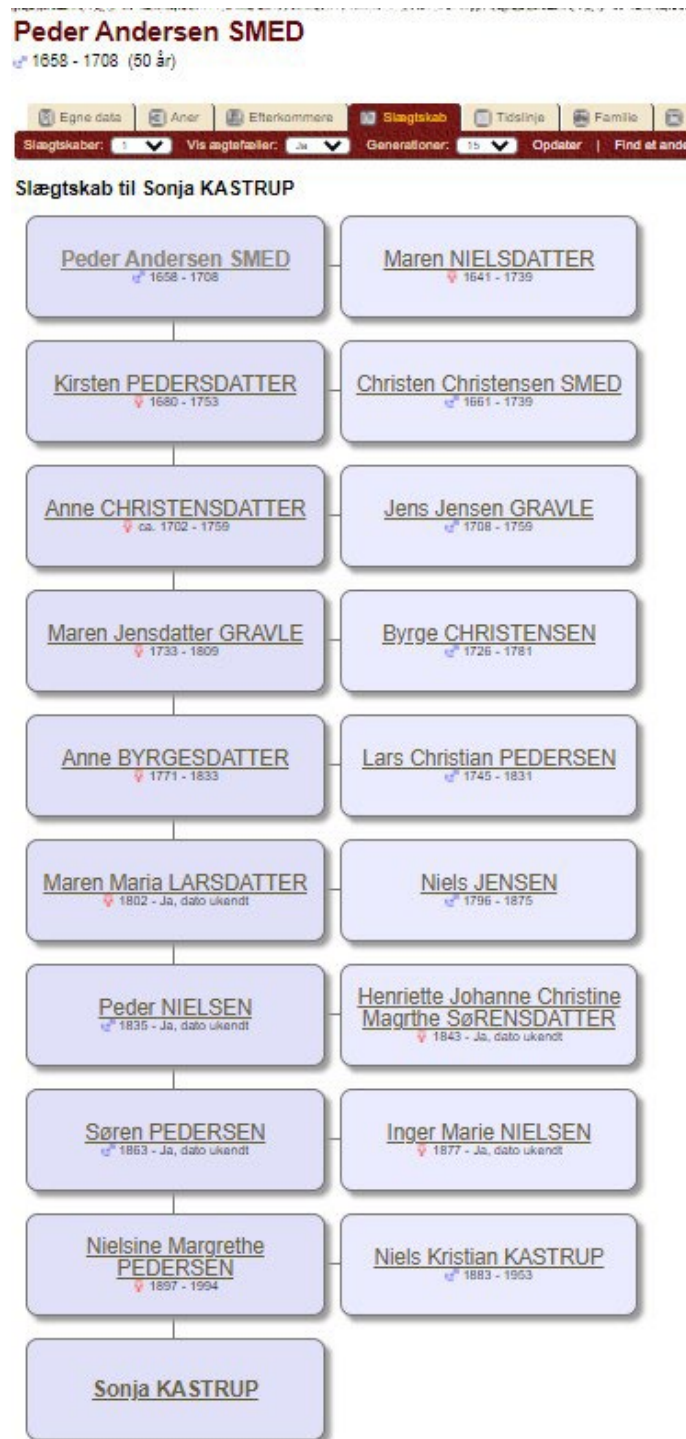 Peder Andersen SMED
1658 - 1708 (50 år)
Egne data Aner Efterkommere Slægtskab Tidslinje Familie
Slægtskaber: 1 Vis ægtefæller: Ja Generationer: 15 Opdater | Find et ande
Slægtskab til Sonja KASTRUP
Peder Andersen SMED
1658 - 1708
Maren NIELSDATTER
1641 - 1739
Kirsten PEDERSDATTER
1680 - 1753
Christen Christensen SMED
1661 - 1739
Anne CHRISTENSDATTER
ca. 1702 - 1759
Jens Jensen GRAVLE
1708 - 1759
Maren Jensdatter GRAVLE
1733 - 1809
Byrge CHRISTENSEN
1726 - 1781
Anne BYRGESDATTER
1771 - 1833
Lars Christian PEDERSEN
1745 - 1831
Maren Maria LARSDATTER
1802 - Ja, dato ukendt
Niels JENSEN
1796 - 1875
Peder NIELSEN
1835 - Ja, dato ukendt
Henriette Johanne Christine
Magrthe SøRENSDATTER
1843 - Ja, dato ukendt
Søren PEDERSEN
1863 - Ja, dato ukendt
Inger Marie NIELSEN
1877 - Ja, dato ukendt
Nielsine Margrethe
PEDERSEN
1897 - 1994
Niels Kristian KASTRUP
1883 - 1953
Sonja KASTRUP